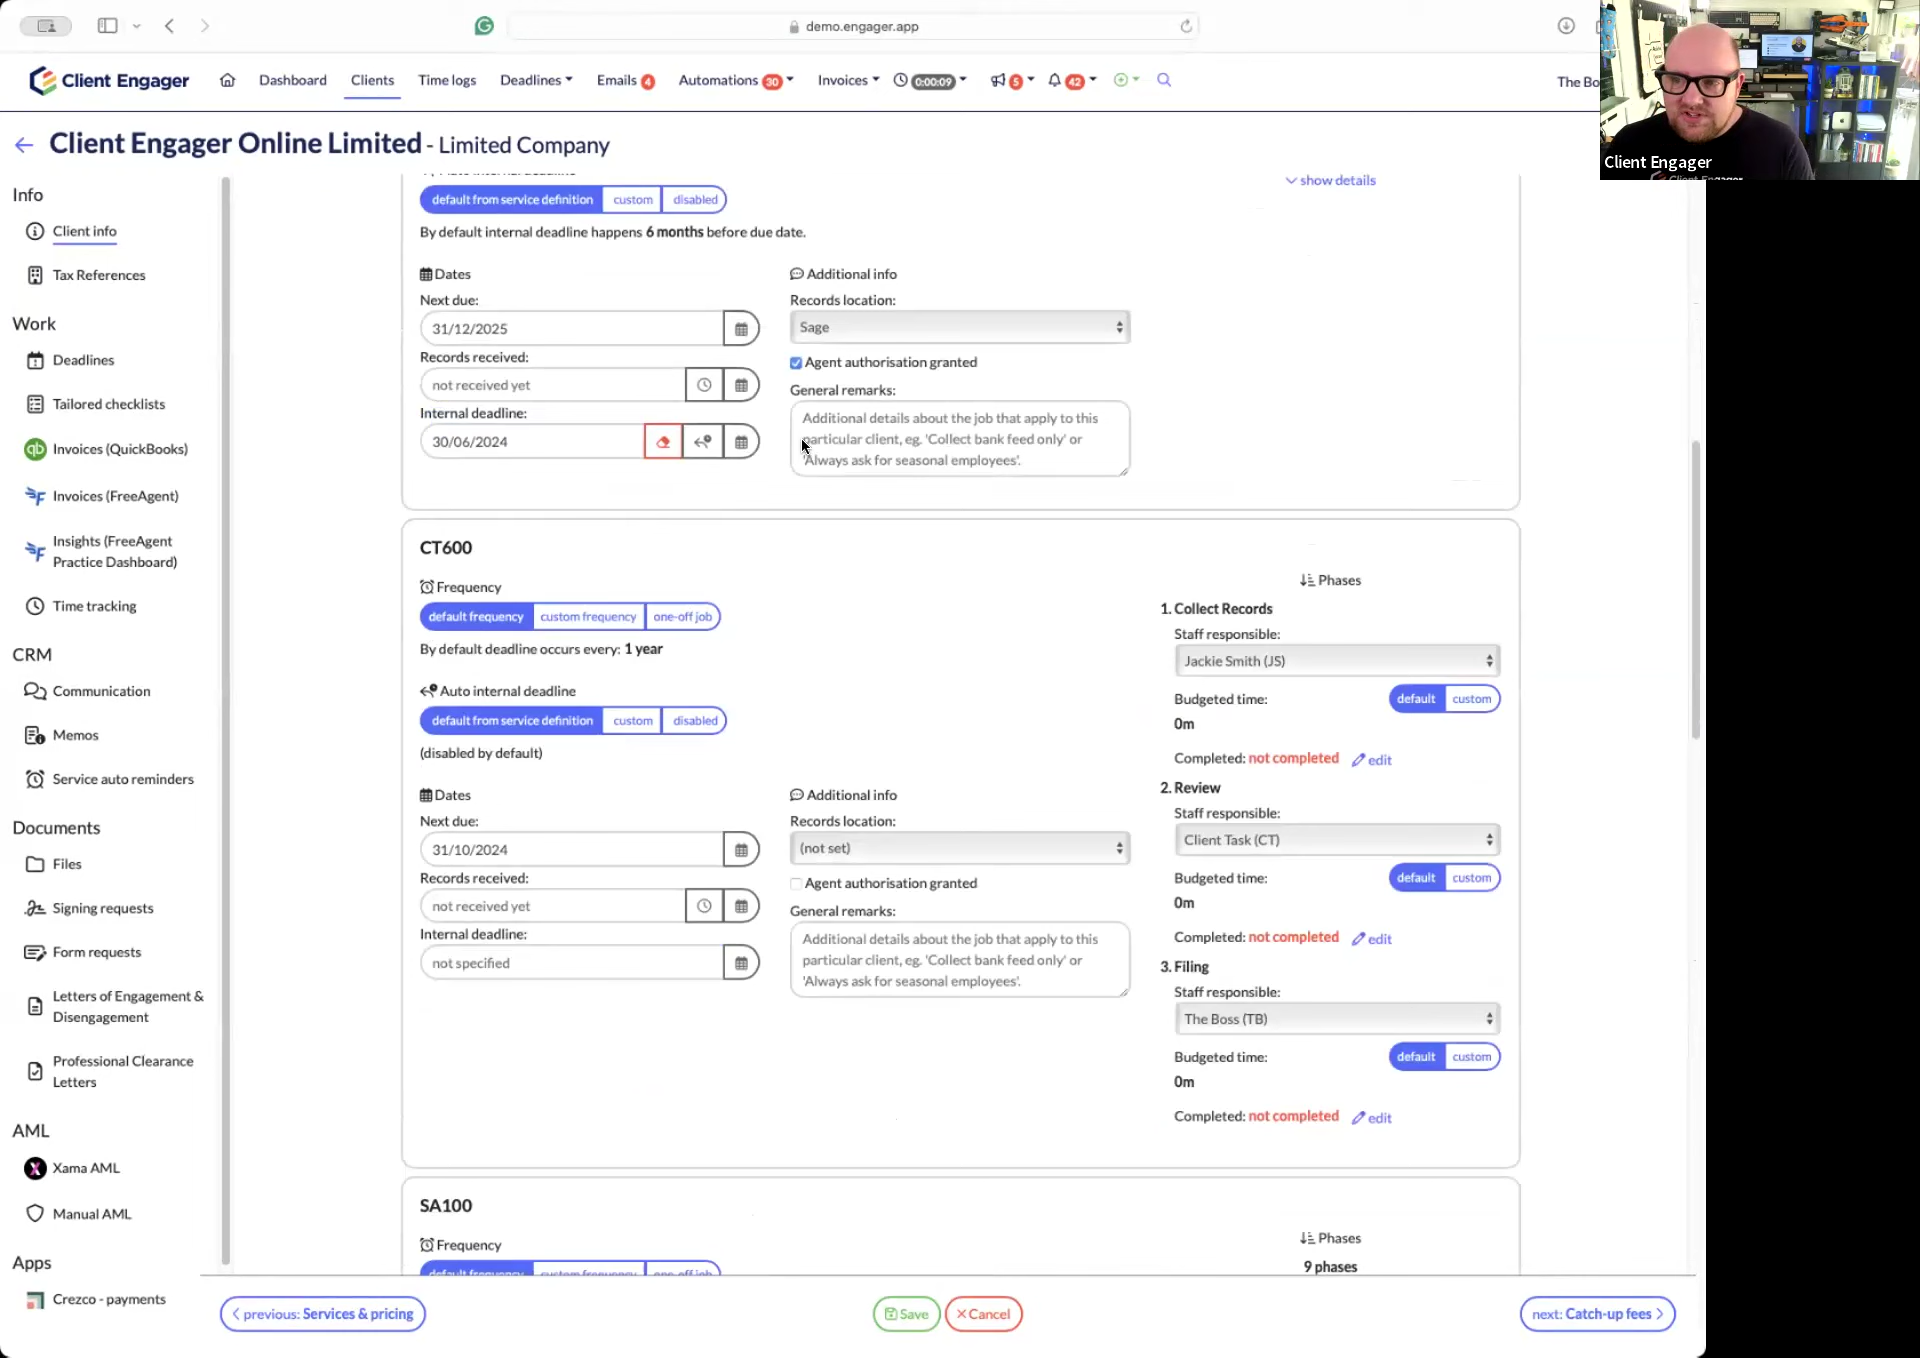 demo.engager.app
Client Engager
Dashboard
Clients
Time logs
Deadlines
Emails 4
Automations 30
Invoices
0:00:09
5
42
The Bo
Client Engager
Client Engager Online Limited - Limited Company
Info
Client info
Tax References
Work
Deadlines
Tailored checklists
Invoices (QuickBooks)
Invoices (FreeAgent)
Insights (FreeAgent
Practice Dashboard)
Time tracking
CRM
Communication
Memos
Service auto reminders
Documents
Files
Signing requests
Form requests
Letters of Engagement &
Disengagement
Professional Clearance
Letters
AML
Xama AML
Manual AML
Apps
Crezco - payments
show details
default from service definition custom disabled
By default internal deadline happens 6 months before due date.
Dates
Next due:
31/12/2025
Records received:
not received yet
Internal deadline:
30/06/2024
Additional info
Records location:
Sage
Agent authorisation granted
General remarks:
Additional details about the job that apply to this
particular client, eg. 'Collect bank feed only' or
'Always ask for seasonal employees'.
CT600
Frequency
default frequency custom frequency one-off job
By default deadline occurs every: 1 year
Auto internal deadline
default from service definition custom disabled
(disabled by default)
Dates
Next due:
31/10/2024
Records received:
not received yet
Internal deadline:
not specified
Additional info
Records location:
(not set)
Agent authorisation granted
General remarks:
Additional details about the job that apply to this
particular client, eg. 'Collect bank feed only' or
'Always ask for seasonal employees'.
Phases
1. Collect Records
Staff responsible:
Jackie Smith (JS)
Budgeted time: default custom
0m
Completed: not completed edit
2. Review
Staff responsible:
Client Task (CT)
Budgeted time: default custom
0m
Completed: not completed edit
3. Filing
Staff responsible:
The Boss (TB)
Budgeted time: default custom
0m
Completed: not completed edit
SA100
Frequency
default frequency custom frequency one-off job
Phases
9 phases
previous: Services & pricing
Save
Cancel
next: Catch-up fees